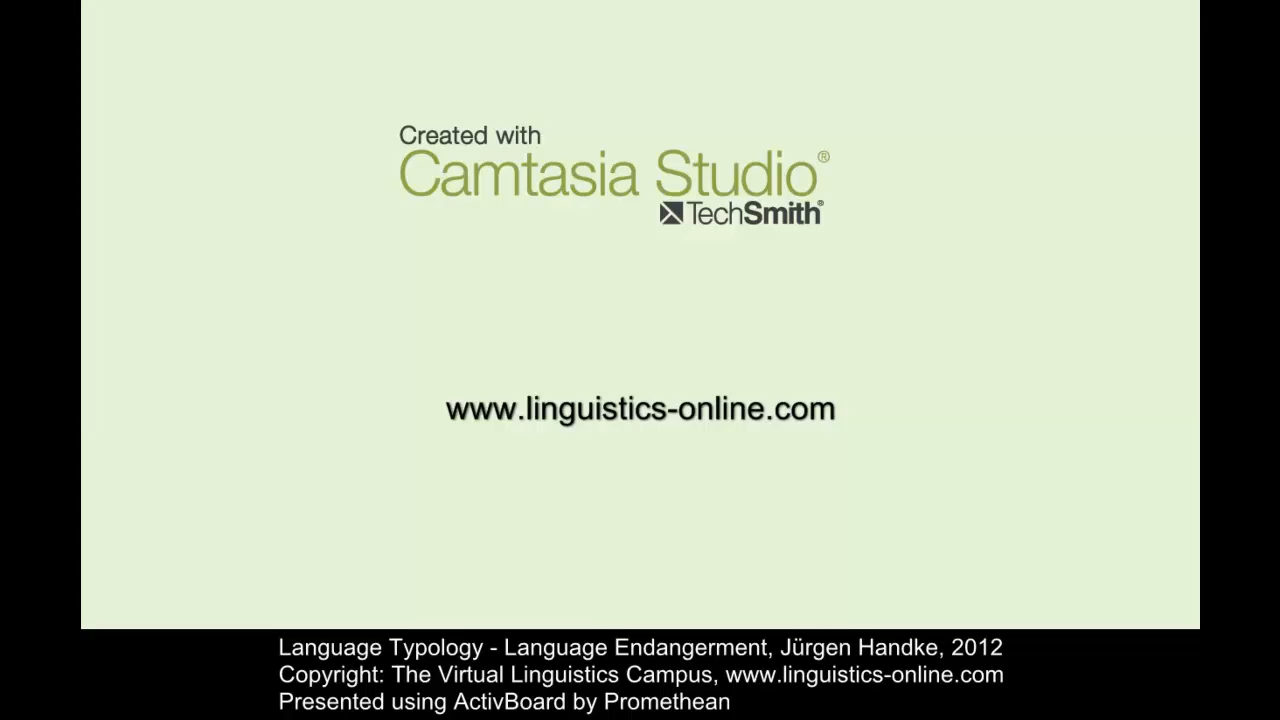 Created with
Camtasia Studio®
TechSmith®
www.linguistics-online.com
Language Typology - Language Endangerment, Jürgen Handke, 2012
Copyright: The Virtual Linguistics Campus, www.linguistics-online.com
Presented using ActivBoard by Promethean